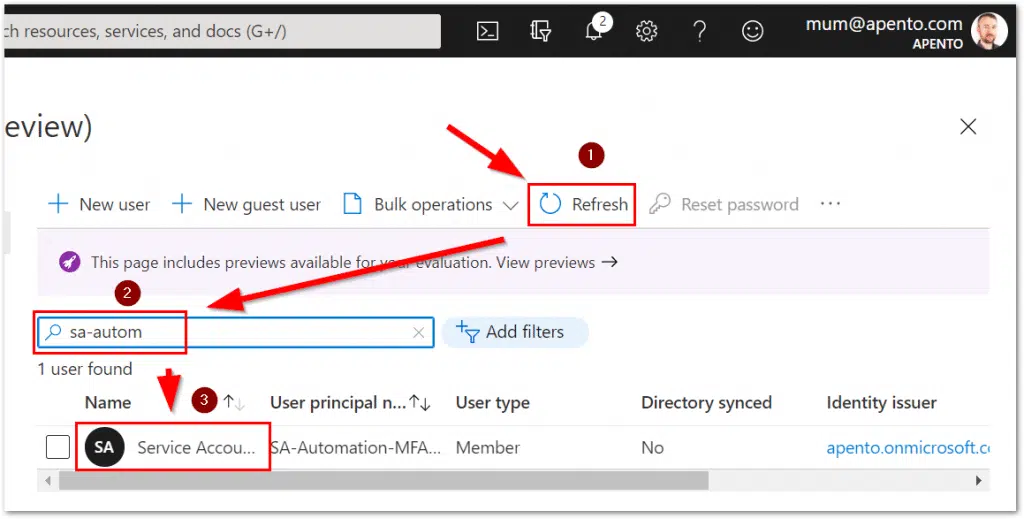 ch resources, services, and docs (G+/)
2
mum@apento.com
APENTO
eview)
1
New user
New guest user
Bulk operations
Refresh
Reset password
This page includes previews available for your evaluation. View previews →
2
sa-autom
Add filters
1 user found
Name
3
User principal n...
User type
Directory synced
Identity issuer
SA
Service Accou...
SA-Automation-MFA...
Member
No
apento.onmicrosoft.co